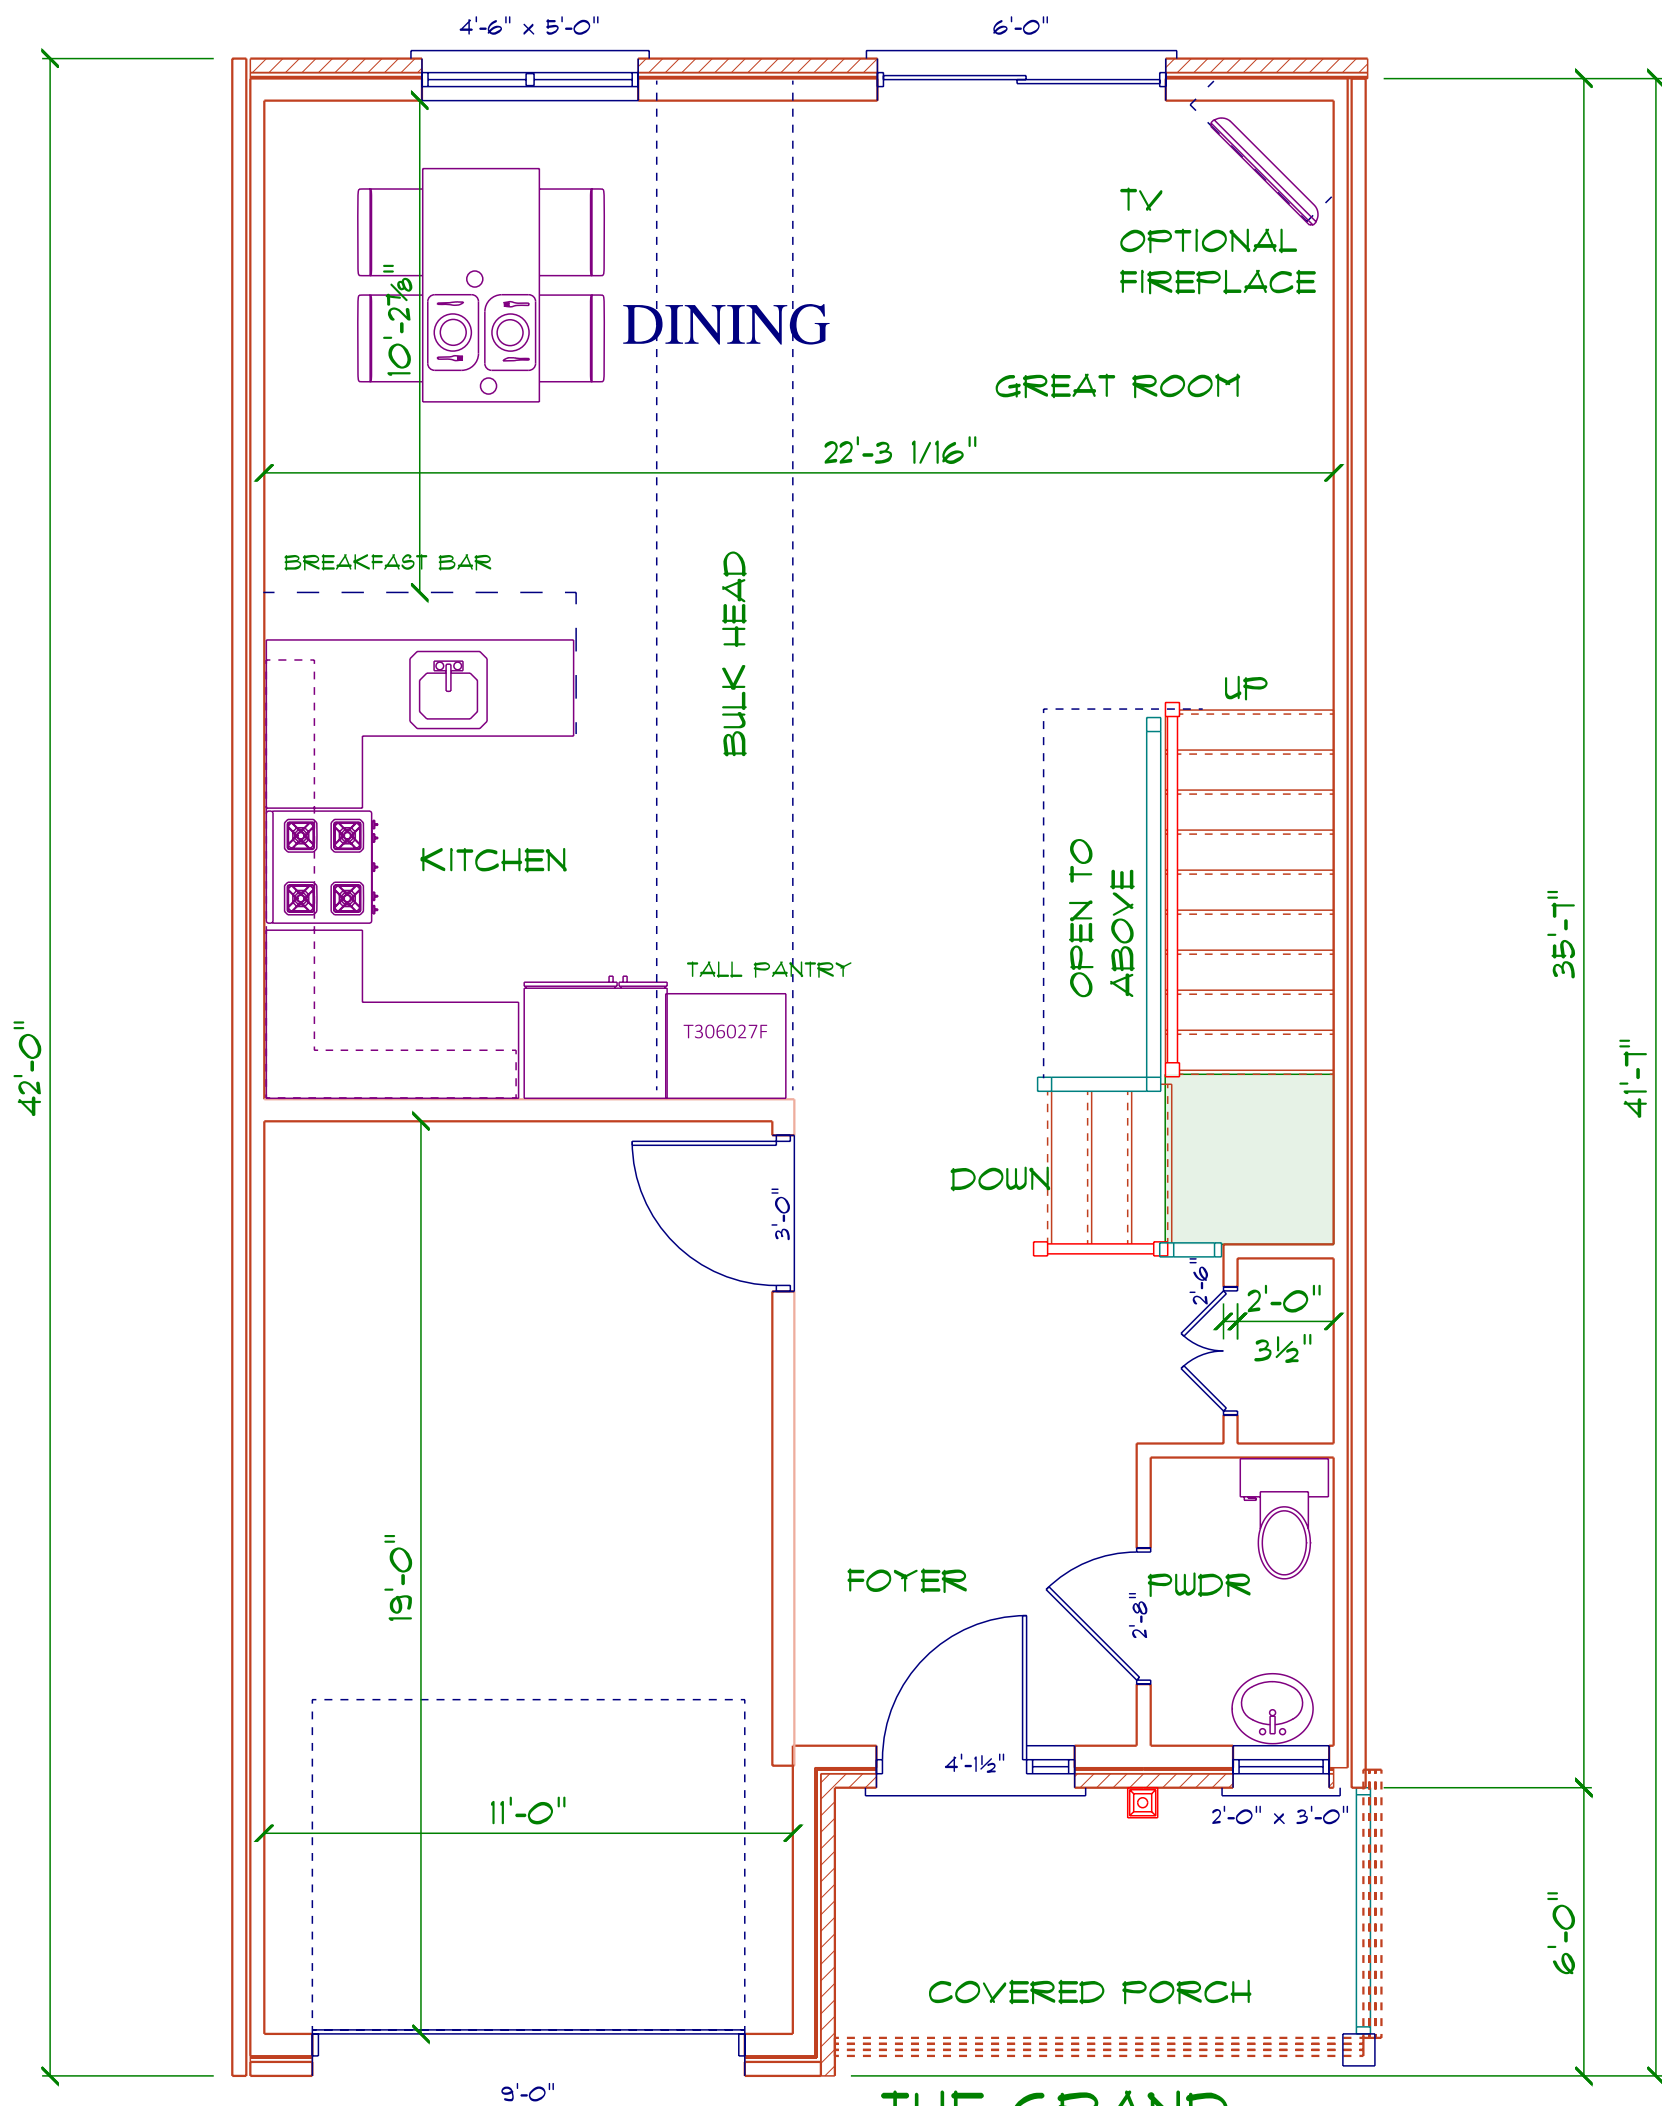 4'-6" x 5'-0"
6'-0"
TV
OPTIONAL
FIREPLACE
10'-2⅞"
DINING
GREAT ROOM
22'-3 1/16"
BREAKFAST BAR
BULK HEAD
UP
KITCHEN
OPEN TO
ABOVE
TALL PANTRY
T306027F
35'-7"
42'-0"
41'-7"
DOWN
3'-0"
2'-6"
2'-0"
3½"
19'-0"
FOYER
PWDR
2'-8"
4'-1½"
11'-0"
2'-0" x 3'-0"
6'-0"
COVERED PORCH
9'-0"
THE GRAND